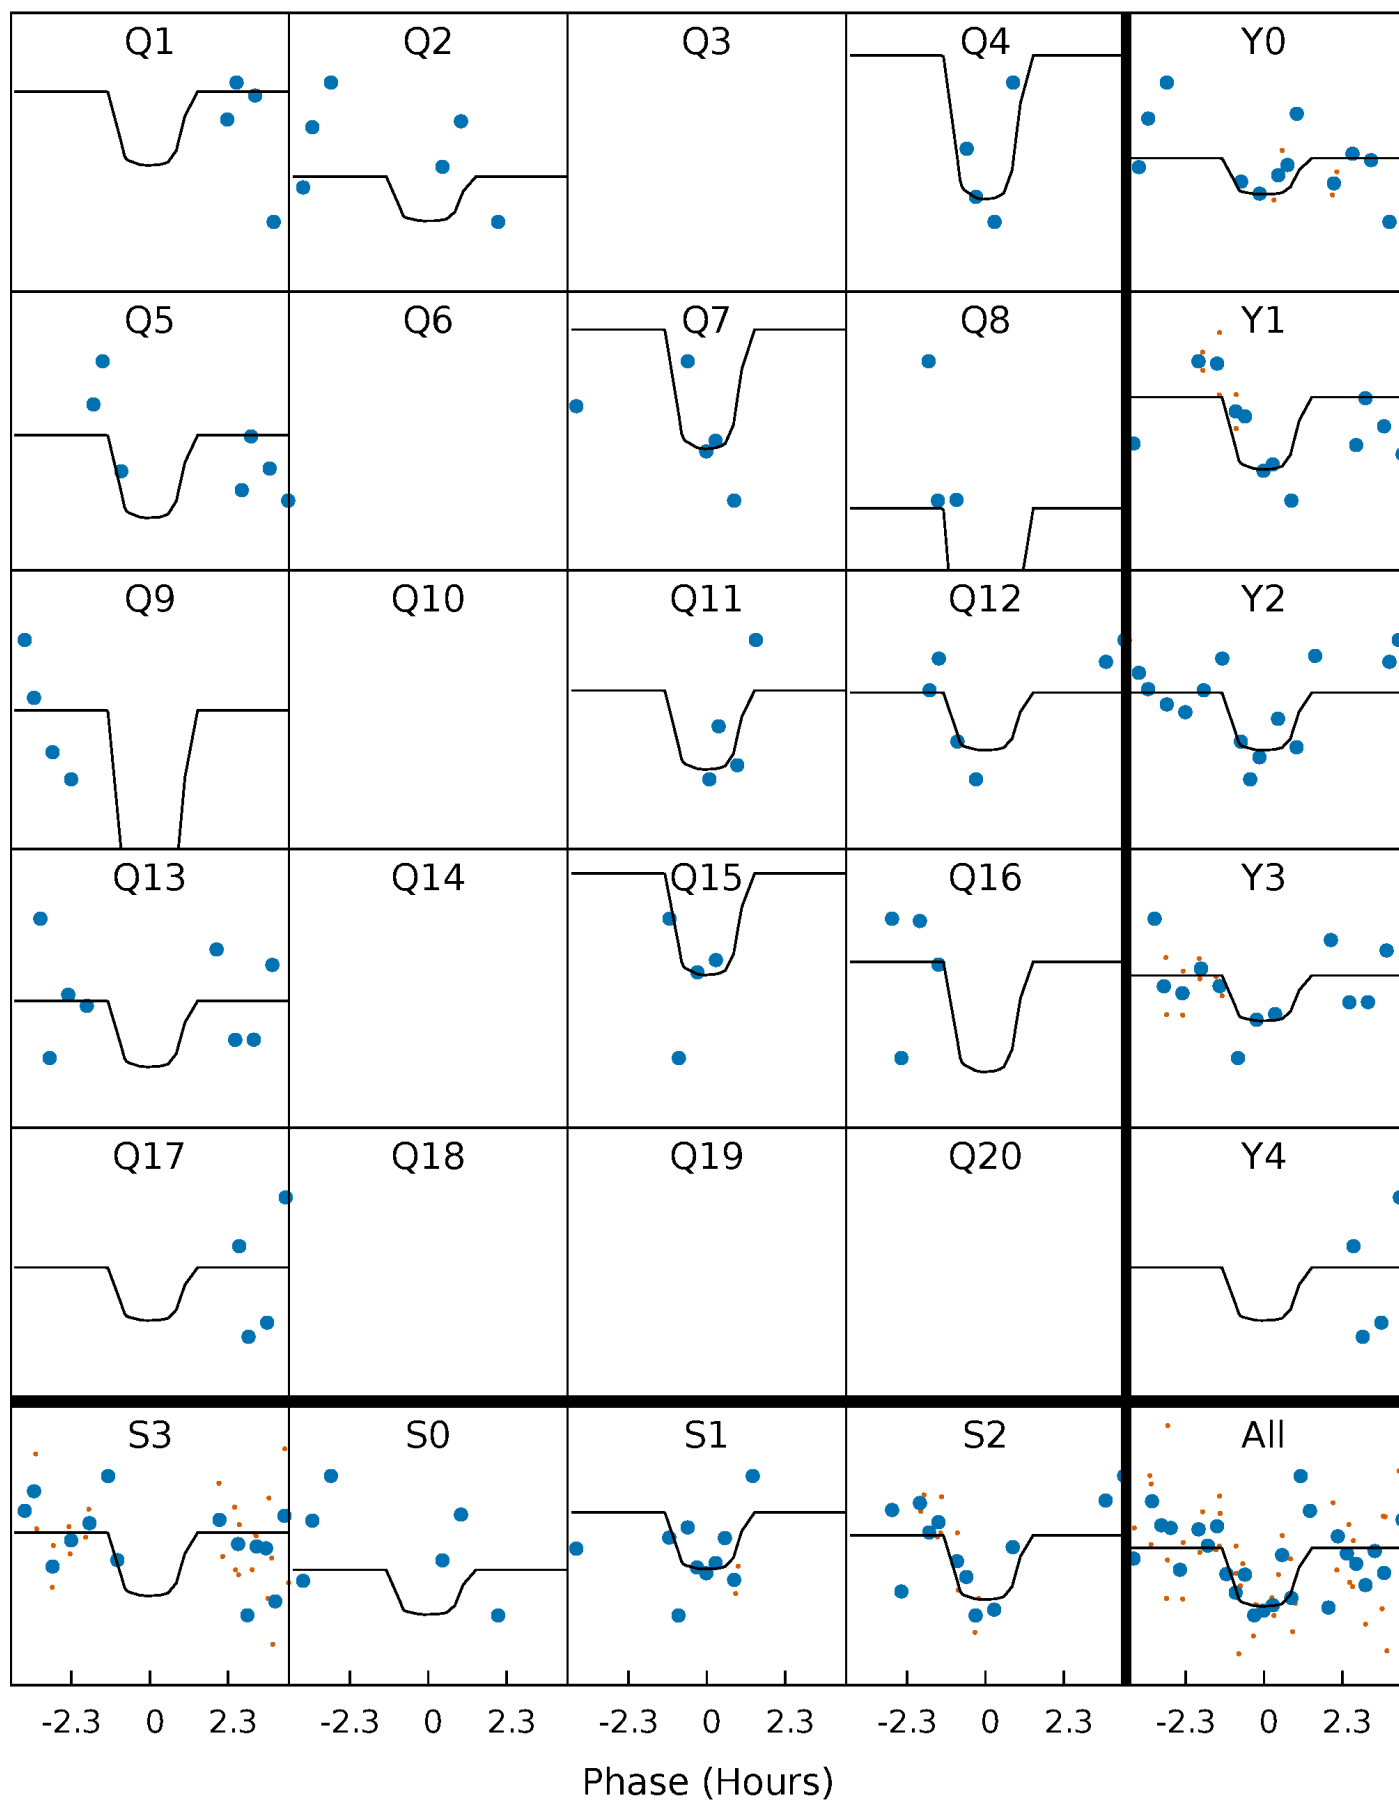 Q1 Q2 Q3 Q4 Y0
Q5 Q6 Q7 Q8 Y1
Q9 Q10 Q11 Q12 Y2
Q13 Q14 Q15 Q16 Y3
Q17 Q18 Q19 Q20 Y4
S3 S0 S1 S2 All
-2.3 0 2.3 -2.3 0 2.3 -2.3 0 2.3 -2.3 0 2.3 -2.3 0 2.3
Phase (Hours)